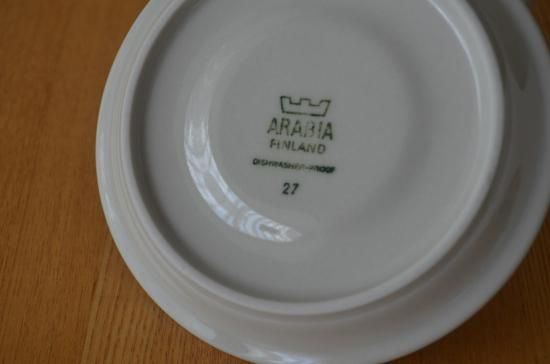 ARABIA
FINLAND
DISHWASHER-PROOF
27